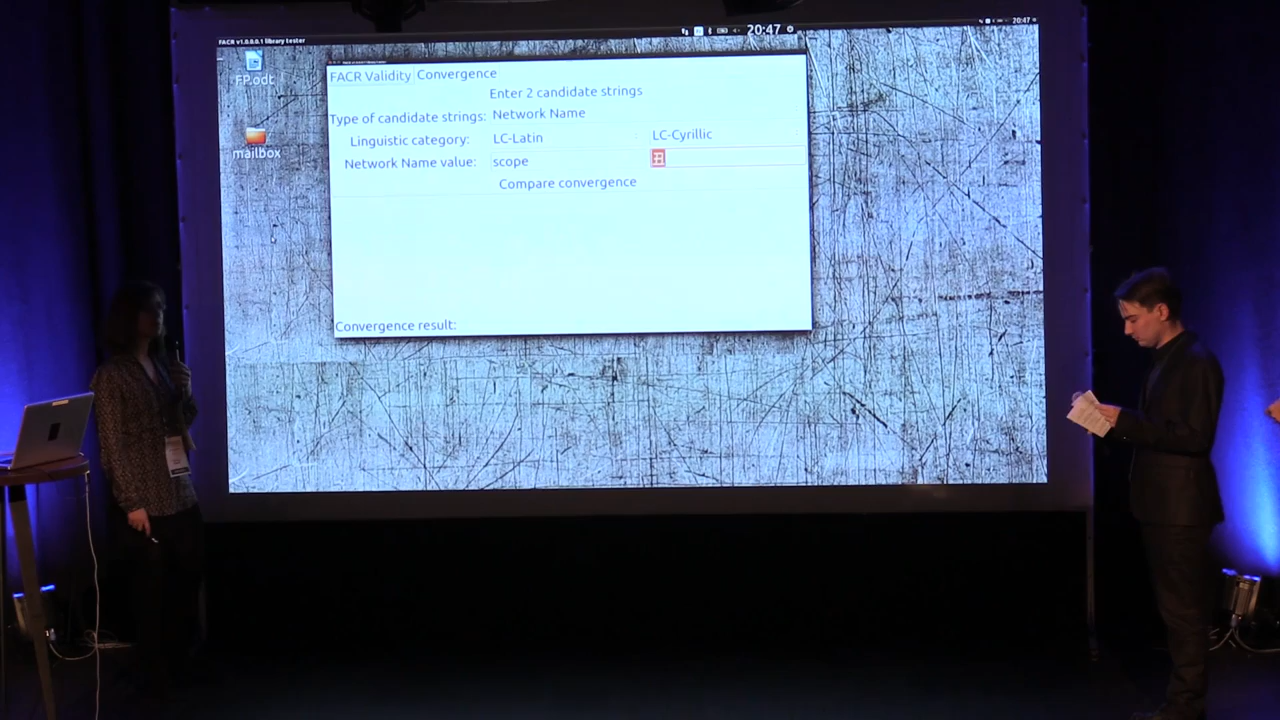 20:47
FACR v1.0.0.0.1 library tester
20:47
FP.odt
mailbox
FACR Validity Convergence
Enter 2 candidate strings
Type of candidate strings: Network Name
Linguistic category: LC-Latin LC-Cyrillic
Network Name value: scope
Compare convergence
Convergence result: